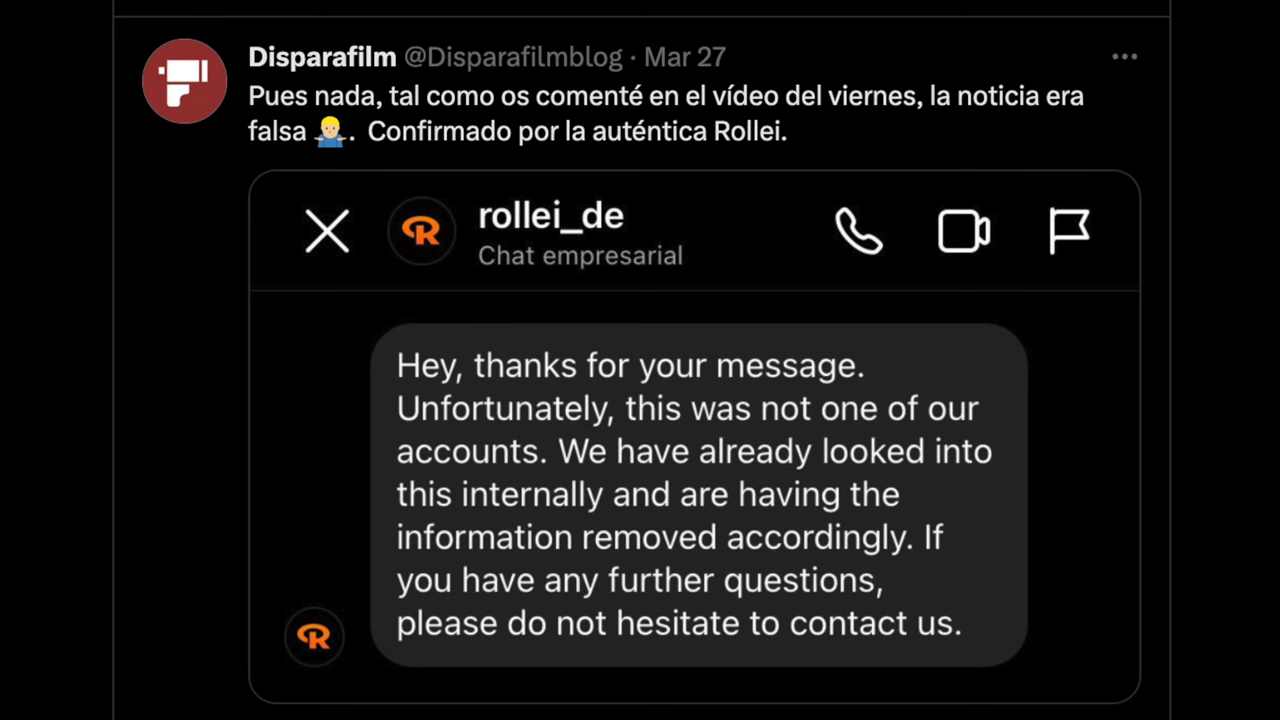 Disparafilm @Disparafilmblog · Mar 27
Pues nada, tal como os comenté en el vídeo del viernes, la noticia era
falsa 🤷🏼‍♂️. Confirmado por la auténtica Rollei.
rollei_de
Chat empresarial
Hey, thanks for your message.
Unfortunately, this was not one of our
accounts. We have already looked into
this internally and are having the
information removed accordingly. If
you have any further questions,
please do not hesitate to contact us.